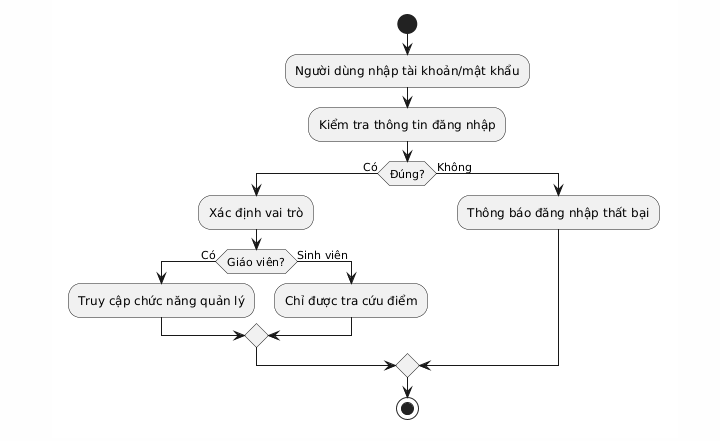 Người dùng nhập tài khoản/mật khẩu
Kiểm tra thông tin đăng nhập
Có
Đúng?
Không
Xác định vai trò
Thông báo đăng nhập thất bại
Có
Giáo viên?
Sinh viên
Truy cập chức năng quản lý
Chỉ được tra cứu điểm